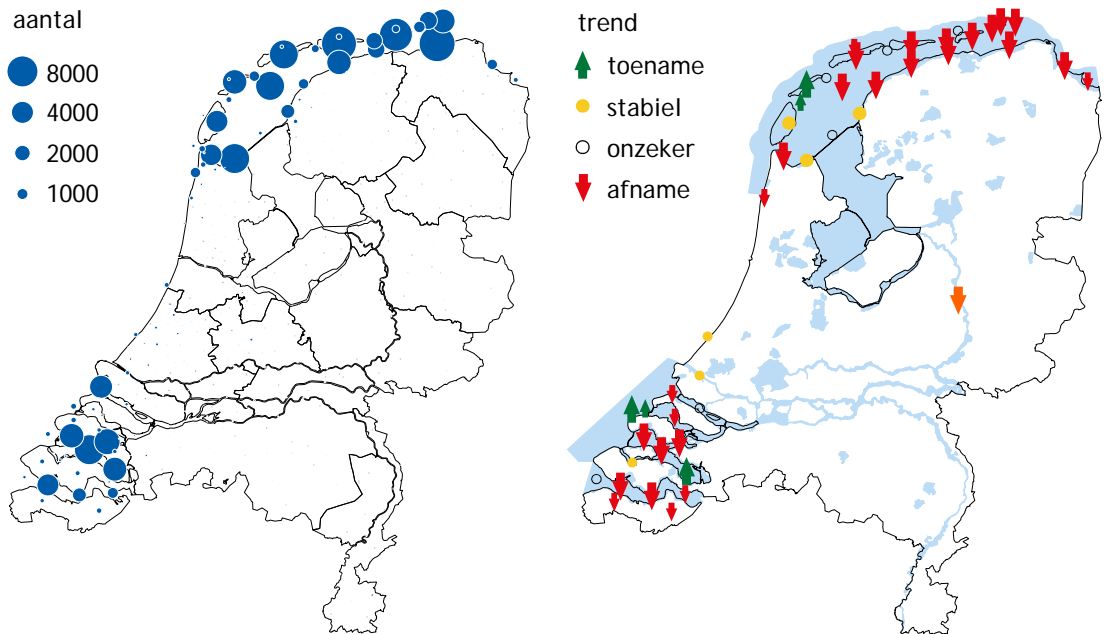 aantal
8000
4000
2000
1000
trend
toename
stabiel
onzeker
afname